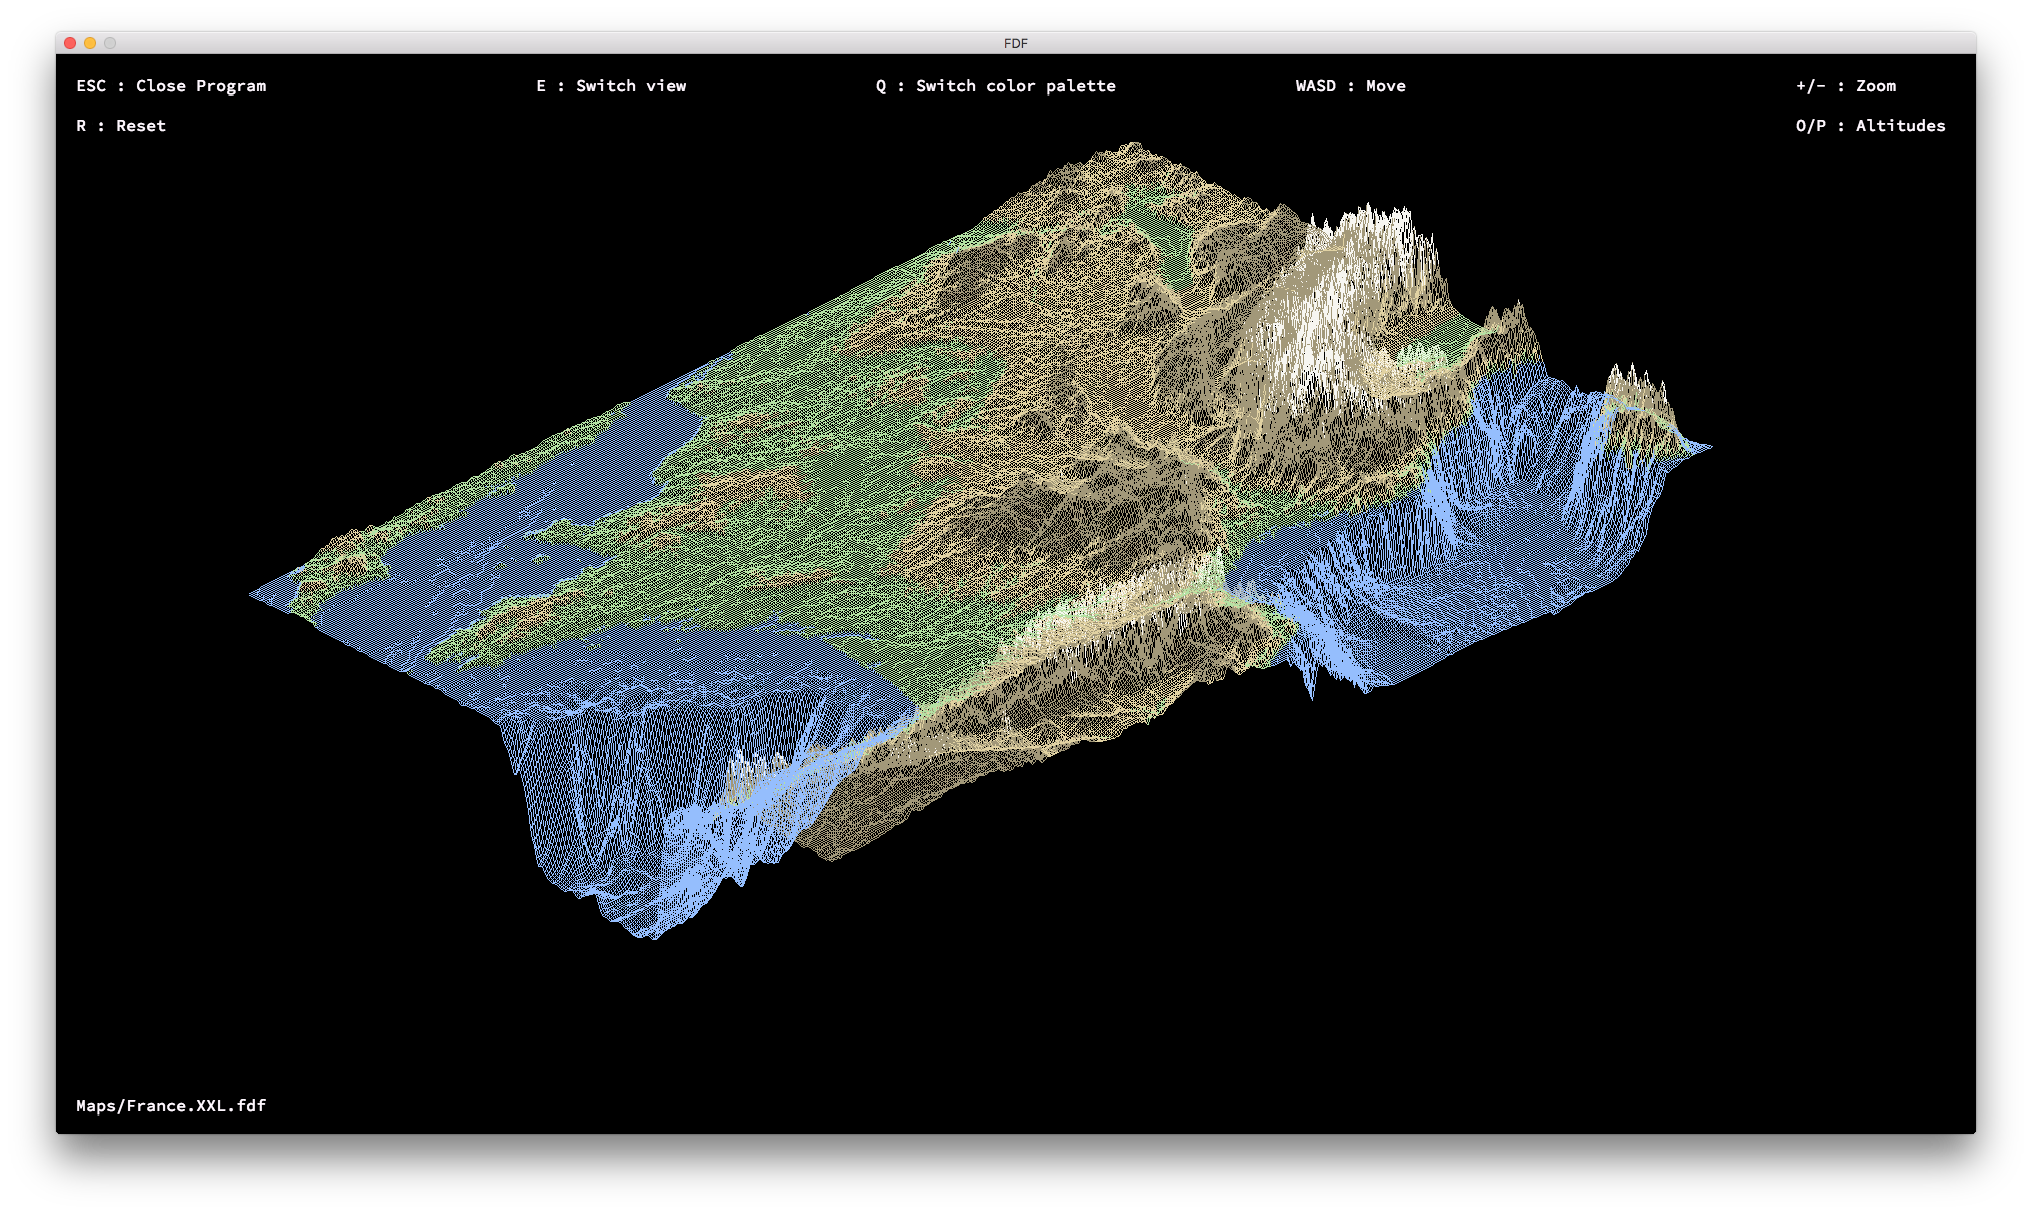 FDF
ESC : Close Program
E : Switch view
Q : Switch color palette
WASD : Move
+/- : Zoom
R : Reset
O/P : Altitudes
Maps/France.XXL.fdf